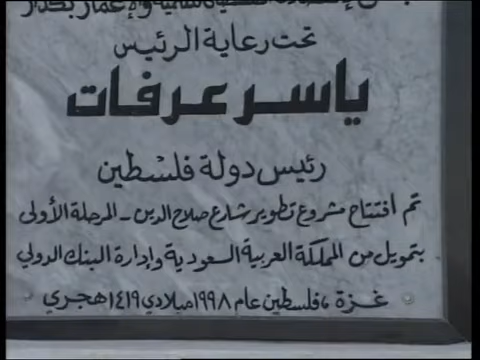 تحت رعاية الرئيس
ياسر عرفات
رئيس دولة فلسطين
تم افتتاح مشروع تطوير شارع صلاح الدين - المرحلة الأولى
بتمويل من المملكة العربية السعودية وإدارة البنك الدولي
غزة، فلسطين عام ١٩٩٨ ميلادي ١٤١٩ هجري